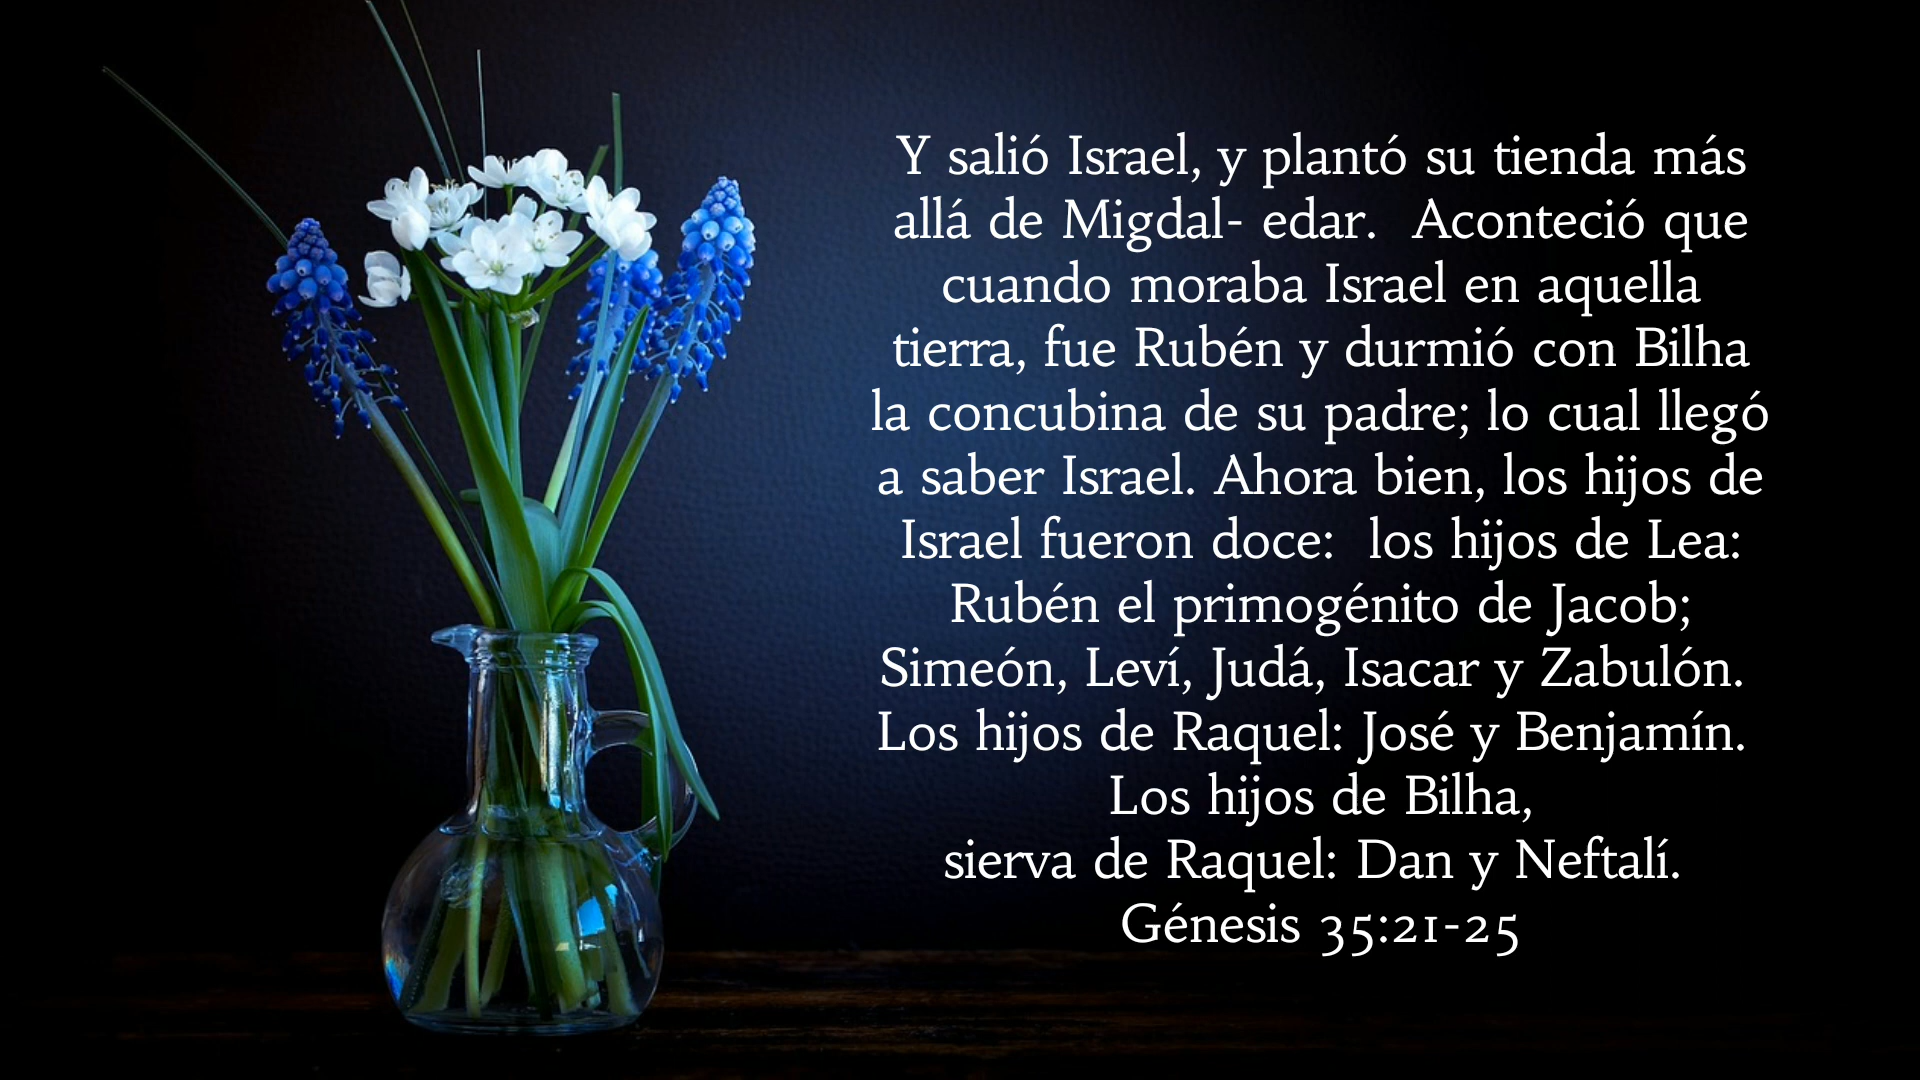 Y salió Israel, y plantó su tienda más
allá de Migdal- edar.  Aconteció que
cuando moraba Israel en aquella
tierra, fue Rubén y durmió con Bilha
la concubina de su padre; lo cual llegó
a saber Israel. Ahora bien, los hijos de
Israel fueron doce:  los hijos de Lea:
Rubén el primogénito de Jacob;
Simeón, Leví, Judá, Isacar y Zabulón.
Los hijos de Raquel: José y Benjamín.
Los hijos de Bilha,
sierva de Raquel: Dan y Neftalí.
Génesis 35:21-25